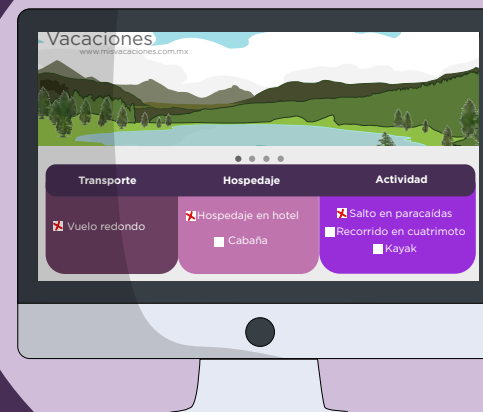 Vacaciones
www.misvacaciones.com.mx
Transporte
Hospedaje
Actividad
Vuelo redondo
Hospedaje en hotel
Cabaña
Salto en paracaídas
Recorrido en cuatrimoto
Kayak